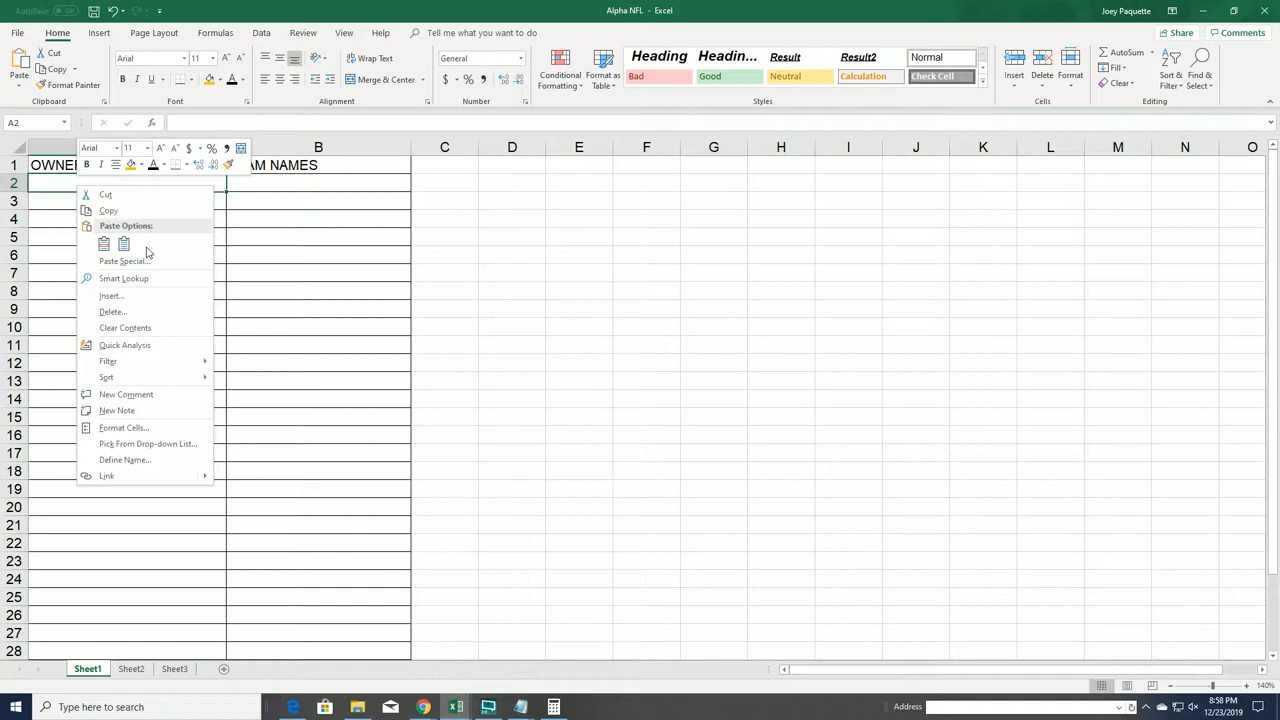 AutoSave Off
Alpha NFL - Excel
Joey Paquette
File Home Insert Page Layout Formulas Data Review View Help Tell me what you want to do
Share Comments
Paste
Cut
Copy
Format Painter
Clipboard
Arial 11
B I U
Font
Wrap Text
Merge & Center
Alignment
General
$ % ,
Number
Conditional Formatting
Format as Table
Heading Headin... Result Result2 Normal
Bad Good Neutral Calculation Check Cell
Styles
Insert Delete Format
Cells
AutoSum
Fill
Clear
Sort & Filter
Find & Select
Editing
A2
fx
Arial 11 A A $ % ,
B I A
B C D E F G H I J K L M N O
1 OWNE AM NAMES
2
3
4
5
6
7
8
9
10
11
12
13
14
15
16
17
18
19
20
21
22
23
24
25
26
27
28
Cut
Copy
Paste Options:
Paste Special...
Smart Lookup
Insert...
Delete...
Clear Contents
Quick Analysis
Filter
Sort
New Comment
New Note
Format Cells...
Pick From Drop-down List...
Define Name...
Link
Sheet1 Sheet2 Sheet3
140%
Type here to search
Address
8:58 PM
12/23/2019